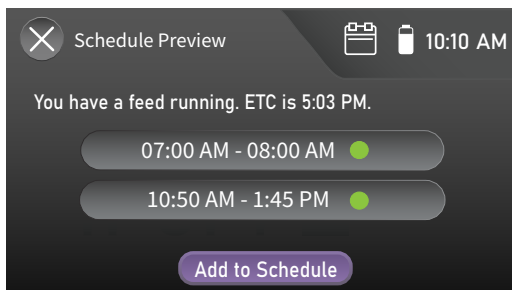 Schedule Preview
10:10 AM
You have a feed running. ETC is 5:03 PM.
07:00 AM - 08:00 AM
10:50 AM - 1:45 PM
Add to Schedule